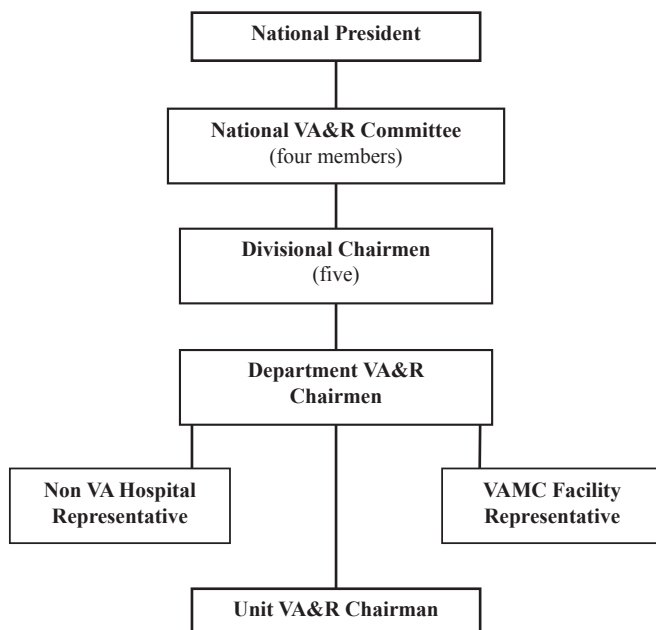 National President
National VA&R Committee
(four members)
Divisional Chairmen
(five)
Department VA&R
Chairmen
Non VA Hospital
Representative
VAMC Facility
Representative
Unit VA&R Chairman